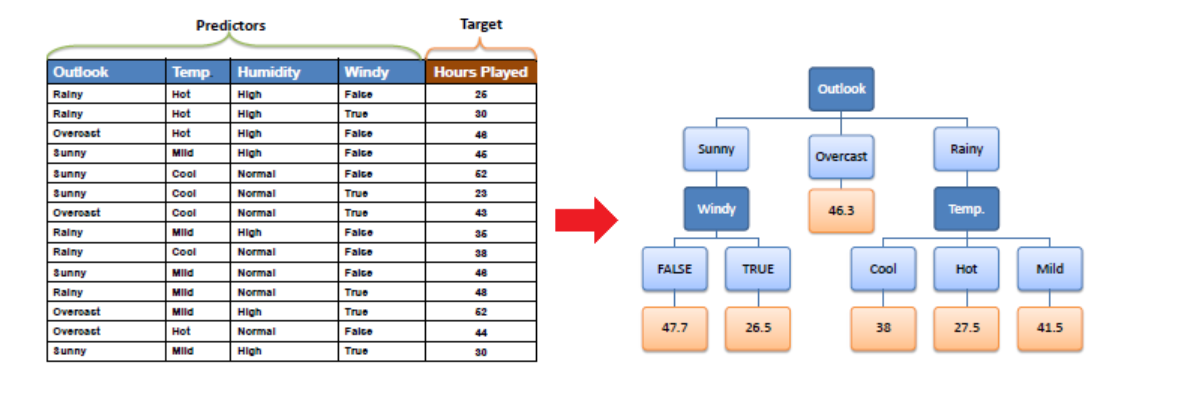 Predictors Target
Outlook Temp. Humidity Windy Hours Played
Rainy Hot High False 25
Rainy Hot High True 30
Overcast Hot High False 46
Sunny Mild High False 45
Sunny Cool Normal False 52
Sunny Cool Normal True 23
Overcast Cool Normal True 43
Rainy Mild High False 35
Rainy Cool Normal False 38
Sunny Mild Normal False 46
Rainy Mild Normal True 48
Overcast Mild High True 52
Overcast Hot Normal False 44
Sunny Mild High True 30
Outlook
Sunny Overcast Rainy
Windy 46.3 Temp.
FALSE TRUE Cool Hot Mild
47.7 26.5 38 27.5 41.5